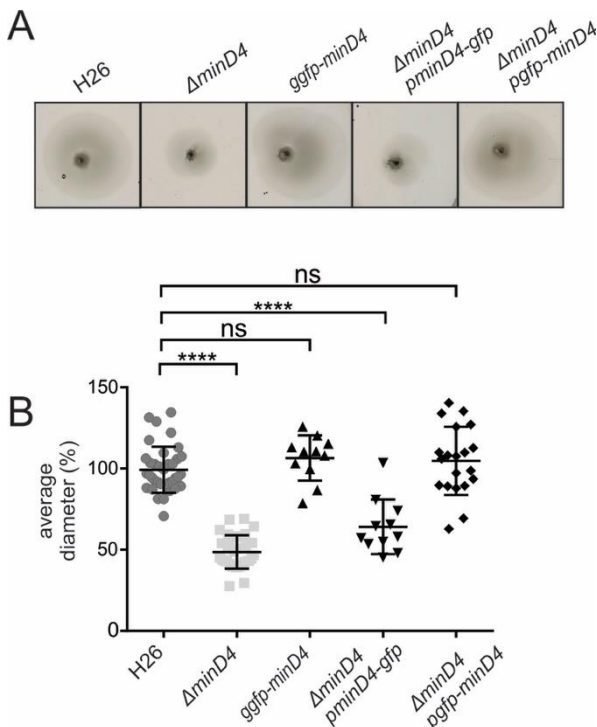 A
H26
ΔminD4
ggfp-minD4
ΔminD4
pminD4-gfp
ΔminD4
pgfp-minD4
ns
****
ns
****
B
150
100
50
0
average
diameter (%)
H26
ΔminD4
ggfp-minD4
ΔminD4
pminD4-gfp
ΔminD4
pgfp-minD4